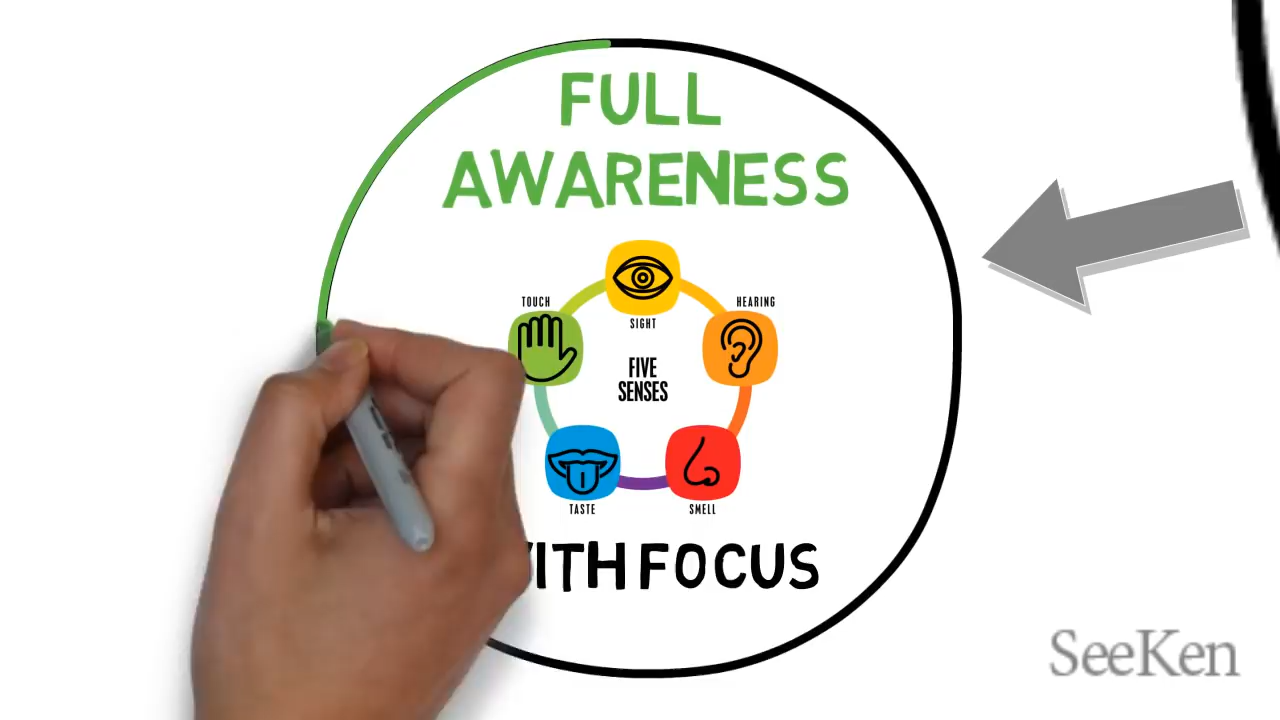 FULL
AWARENESS
TOUCH
HEARING
SIGHT
FIVE
SENSES
TASTE
SMELL
ITH FOCUS
SeeKen